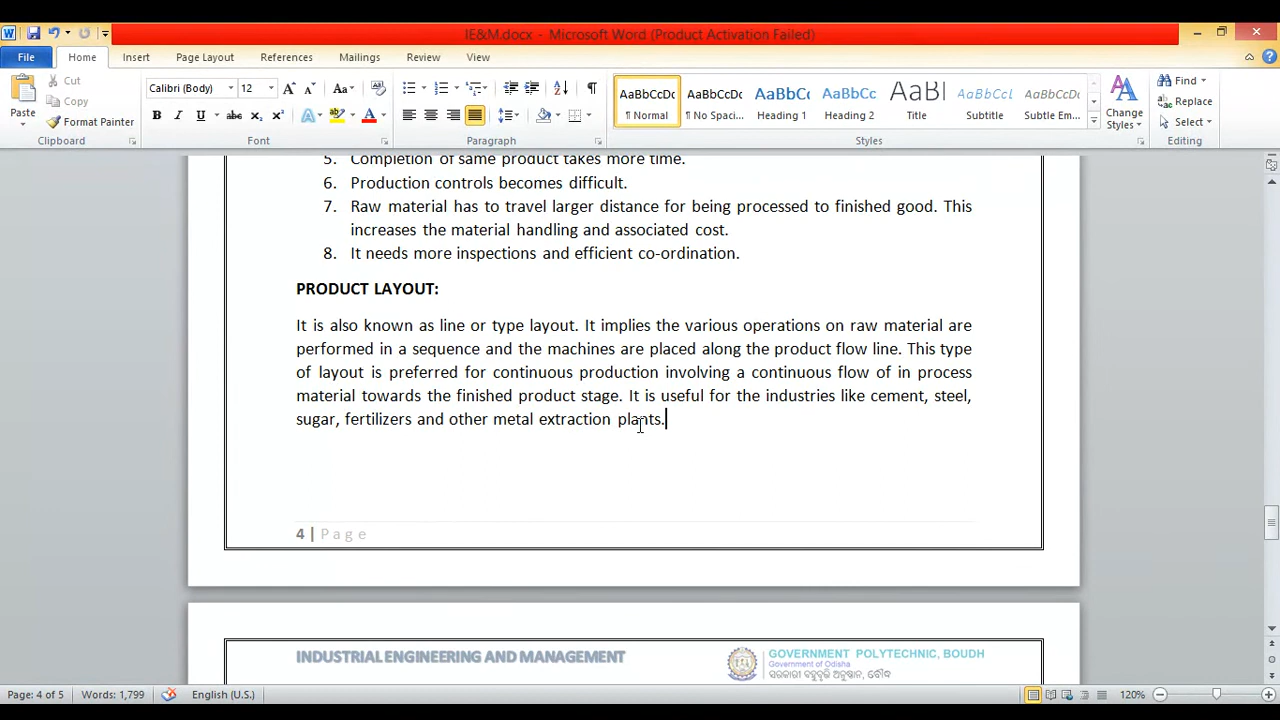 IE&M.docx - Microsoft Word (Product Activation Failed)
File Home Insert Page Layout References Mailings Review View
Cut
Copy
Format Painter
Paste
Calibri (Body) 12
Clipboard Font Paragraph Styles Editing
AaBbCcDc AaBbCcDc AaBbCc AaBbCc AaBl AaBbCcl AaBbCcDc
¶ Normal ¶ No Spaci... Heading 1 Heading 2 Title Subtitle Subtle Em...
Change Styles
Find
Replace
Select
5. Completion of same product takes more time.
6. Production controls becomes difficult.
7. Raw material has to travel larger distance for being processed to finished good. This
increases the material handling and associated cost.
8. It needs more inspections and efficient co-ordination.
PRODUCT LAYOUT:
It is also known as line or type layout. It implies the various operations on raw material are
performed in a sequence and the machines are placed along the product flow line. This type
of layout is preferred for continuous production involving a continuous flow of in process
material towards the finished product stage. It is useful for the industries like cement, steel,
sugar, fertilizers and other metal extraction plants.
4 | Page
INDUSTRIAL ENGINEERING AND MANAGEMENT
GOVERNMENT POLYTECHNIC, BOUDH
Government of Odisha
ସରକାରୀ ବହୁବୃତ୍ତି ଅନୁଷ୍ଠାନ, ବୌଦ୍ଧ
Page: 4 of 5 Words: 1,799 English (U.S.) 120%